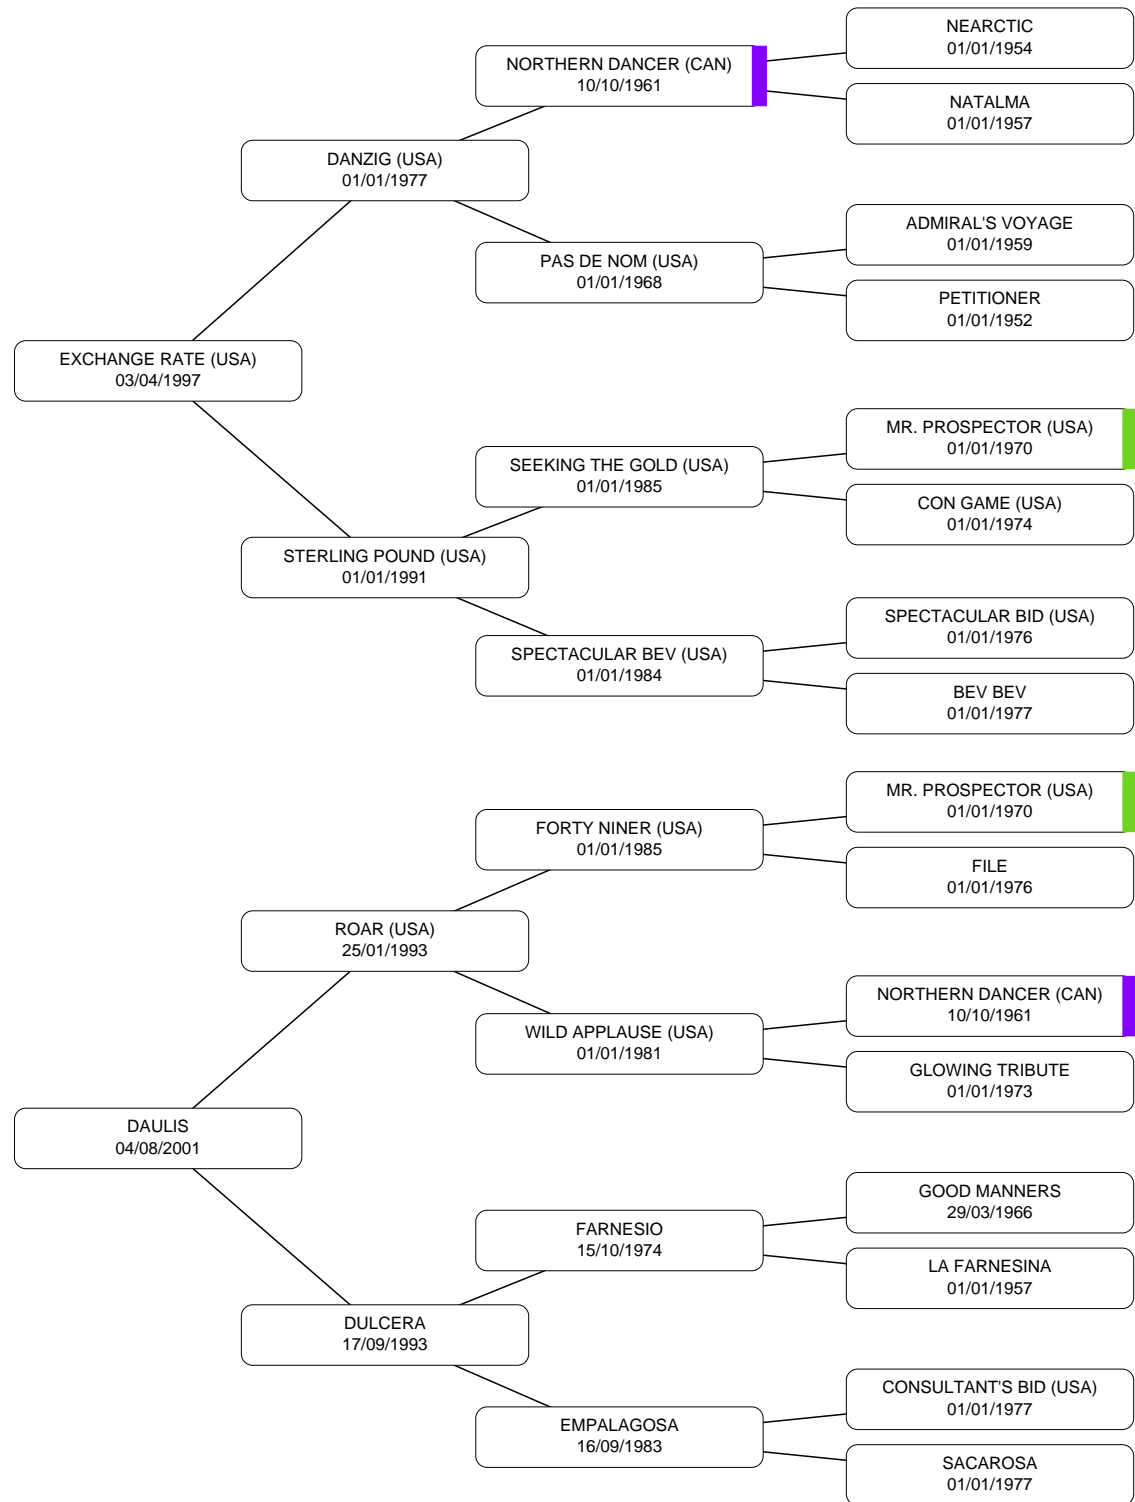 NEARCTIC
01/01/1954
NORTHERN DANCER (CAN)
10/10/1961
NATALMA
01/01/1957
DANZIG (USA)
01/01/1977
ADMIRAL'S VOYAGE
01/01/1959
PAS DE NOM (USA)
01/01/1968
PETITIONER
01/01/1952
EXCHANGE RATE (USA)
03/04/1997
MR. PROSPECTOR (USA)
01/01/1970
SEEKING THE GOLD (USA)
01/01/1985
CON GAME (USA)
01/01/1974
STERLING POUND (USA)
01/01/1991
SPECTACULAR BID (USA)
01/01/1976
SPECTACULAR BEV (USA)
01/01/1984
BEV BEV
01/01/1977
MR. PROSPECTOR (USA)
01/01/1970
FORTY NINER (USA)
01/01/1985
FILE
01/01/1976
ROAR (USA)
25/01/1993
NORTHERN DANCER (CAN)
10/10/1961
WILD APPLAUSE (USA)
01/01/1981
GLOWING TRIBUTE
01/01/1973
DAULIS
04/08/2001
GOOD MANNERS
29/03/1966
FARNESIO
15/10/1974
LA FARNESINA
01/01/1957
DULCERA
17/09/1993
CONSULTANT'S BID (USA)
01/01/1977
EMPALAGOSA
16/09/1983
SACAROSA
01/01/1977